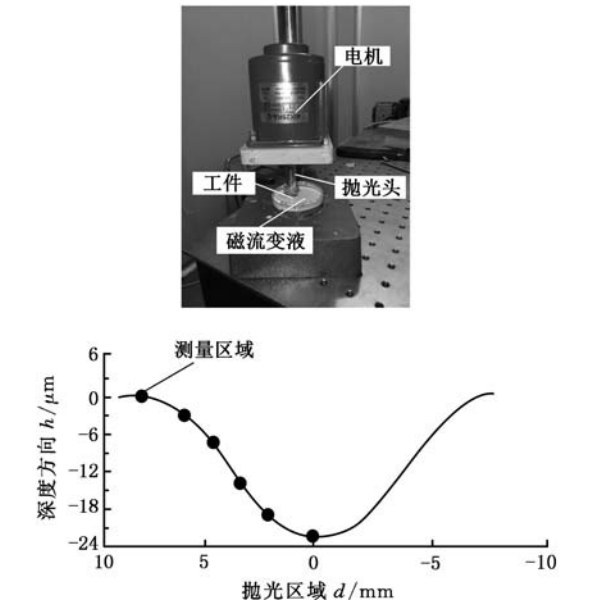 电机
工件
抛光头
磁流变液
测量区域
深度方向 h/μm
6
0
-6
-12
-18
-24
10 5 0 -5 -10
抛光区域 d/mm